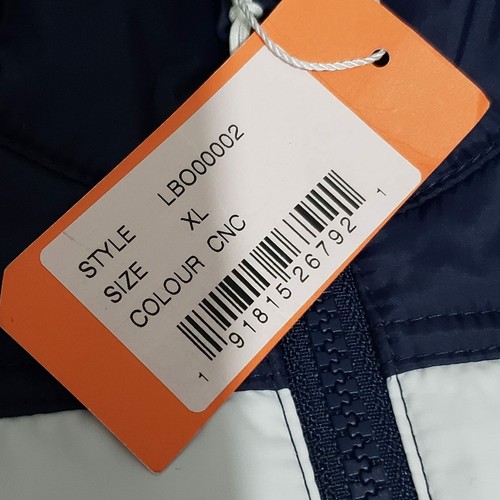 STYLE LBO00002
SIZE XL
COLOUR CNC
1 91815 26792 1